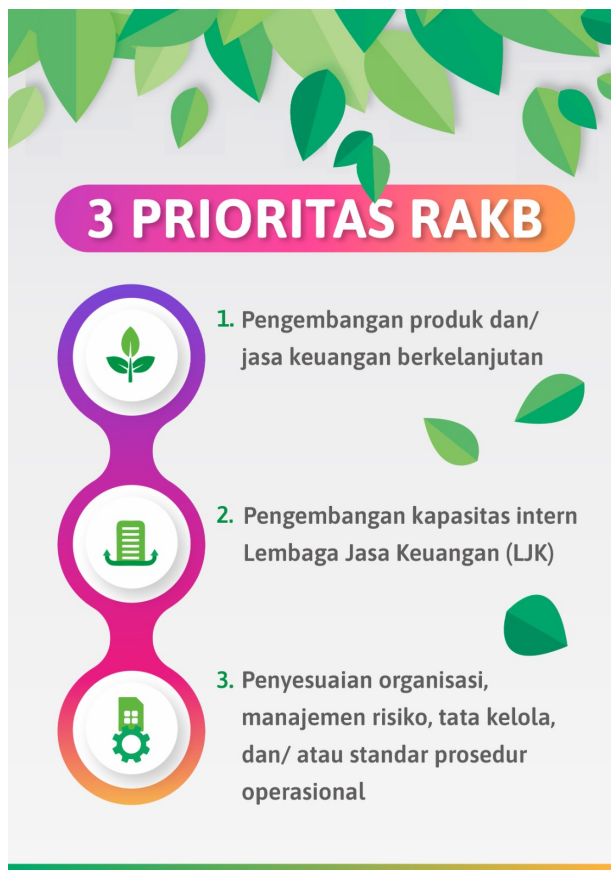 3 PRIORITAS RAKB
1. Pengembangan produk dan/
jasa keuangan berkelanjutan
2. Pengembangan kapasitas intern
Lembaga Jasa Keuangan (LJK)
3. Penyesuaian organisasi,
manajemen risiko, tata kelola,
dan/ atau standar prosedur
operasional